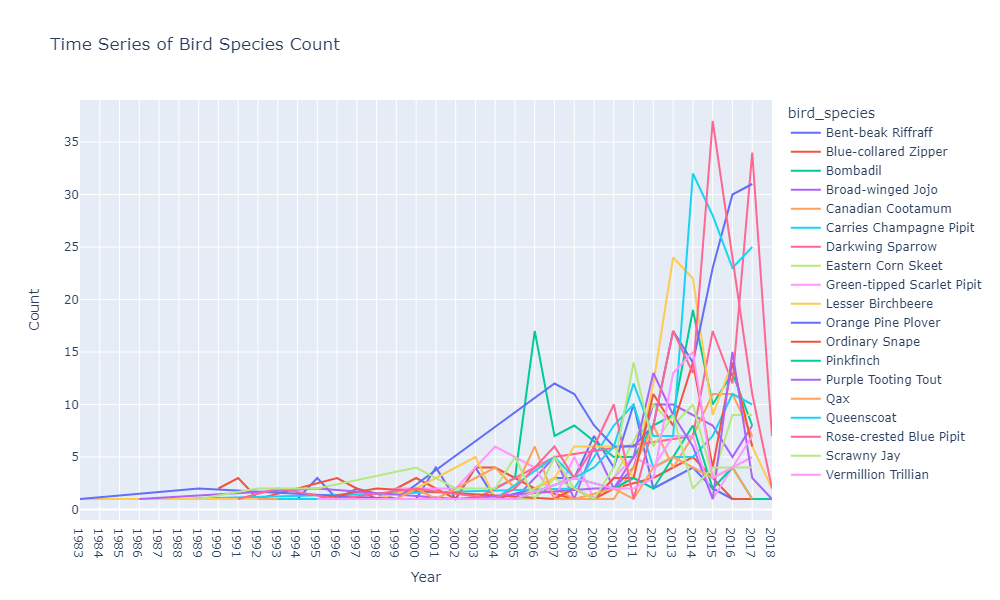 Time Series of Bird Species Count
bird_species
Bent-beak Riffraff
Blue-collared Zipper
Bombadil
Broad-winged Jojo
Canadian Cootamum
Carries Champagne Pipit
Darkwing Sparrow
Eastern Corn Skeet
Green-tipped Scarlet Pipit
Lesser Birchbeere
Orange Pine Plover
Ordinary Snape
Pinkfinch
Purple Tooting Tout
Qax
Queenscoat
Rose-crested Blue Pipit
Scrawny Jay
Vermillion Trillian
Count
35
30
25
20
15
10
5
0
1983
1984
1985
1986
1987
1988
1989
1990
1991
1992
1993
1994
1995
1996
1997
1998
1999
2000
2001
2002
2003
2004
2005
2006
2007
2008
2009
2010
2011
2012
2013
2014
2015
2016
2017
2018
Year